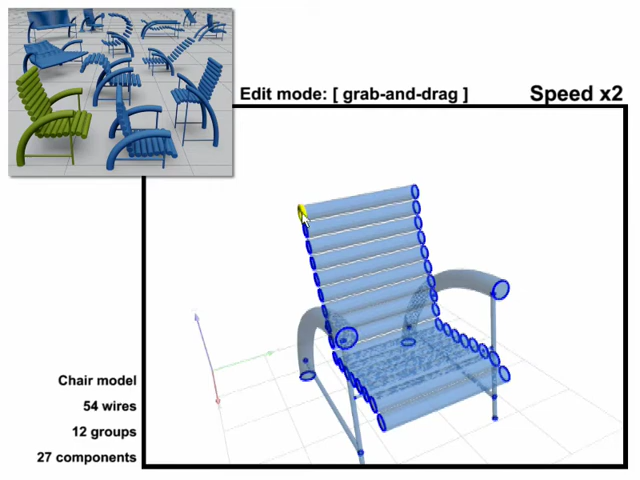 Edit mode: [ grab-and-drag ]
Speed x2
Chair model
54 wires
12 groups
27 components